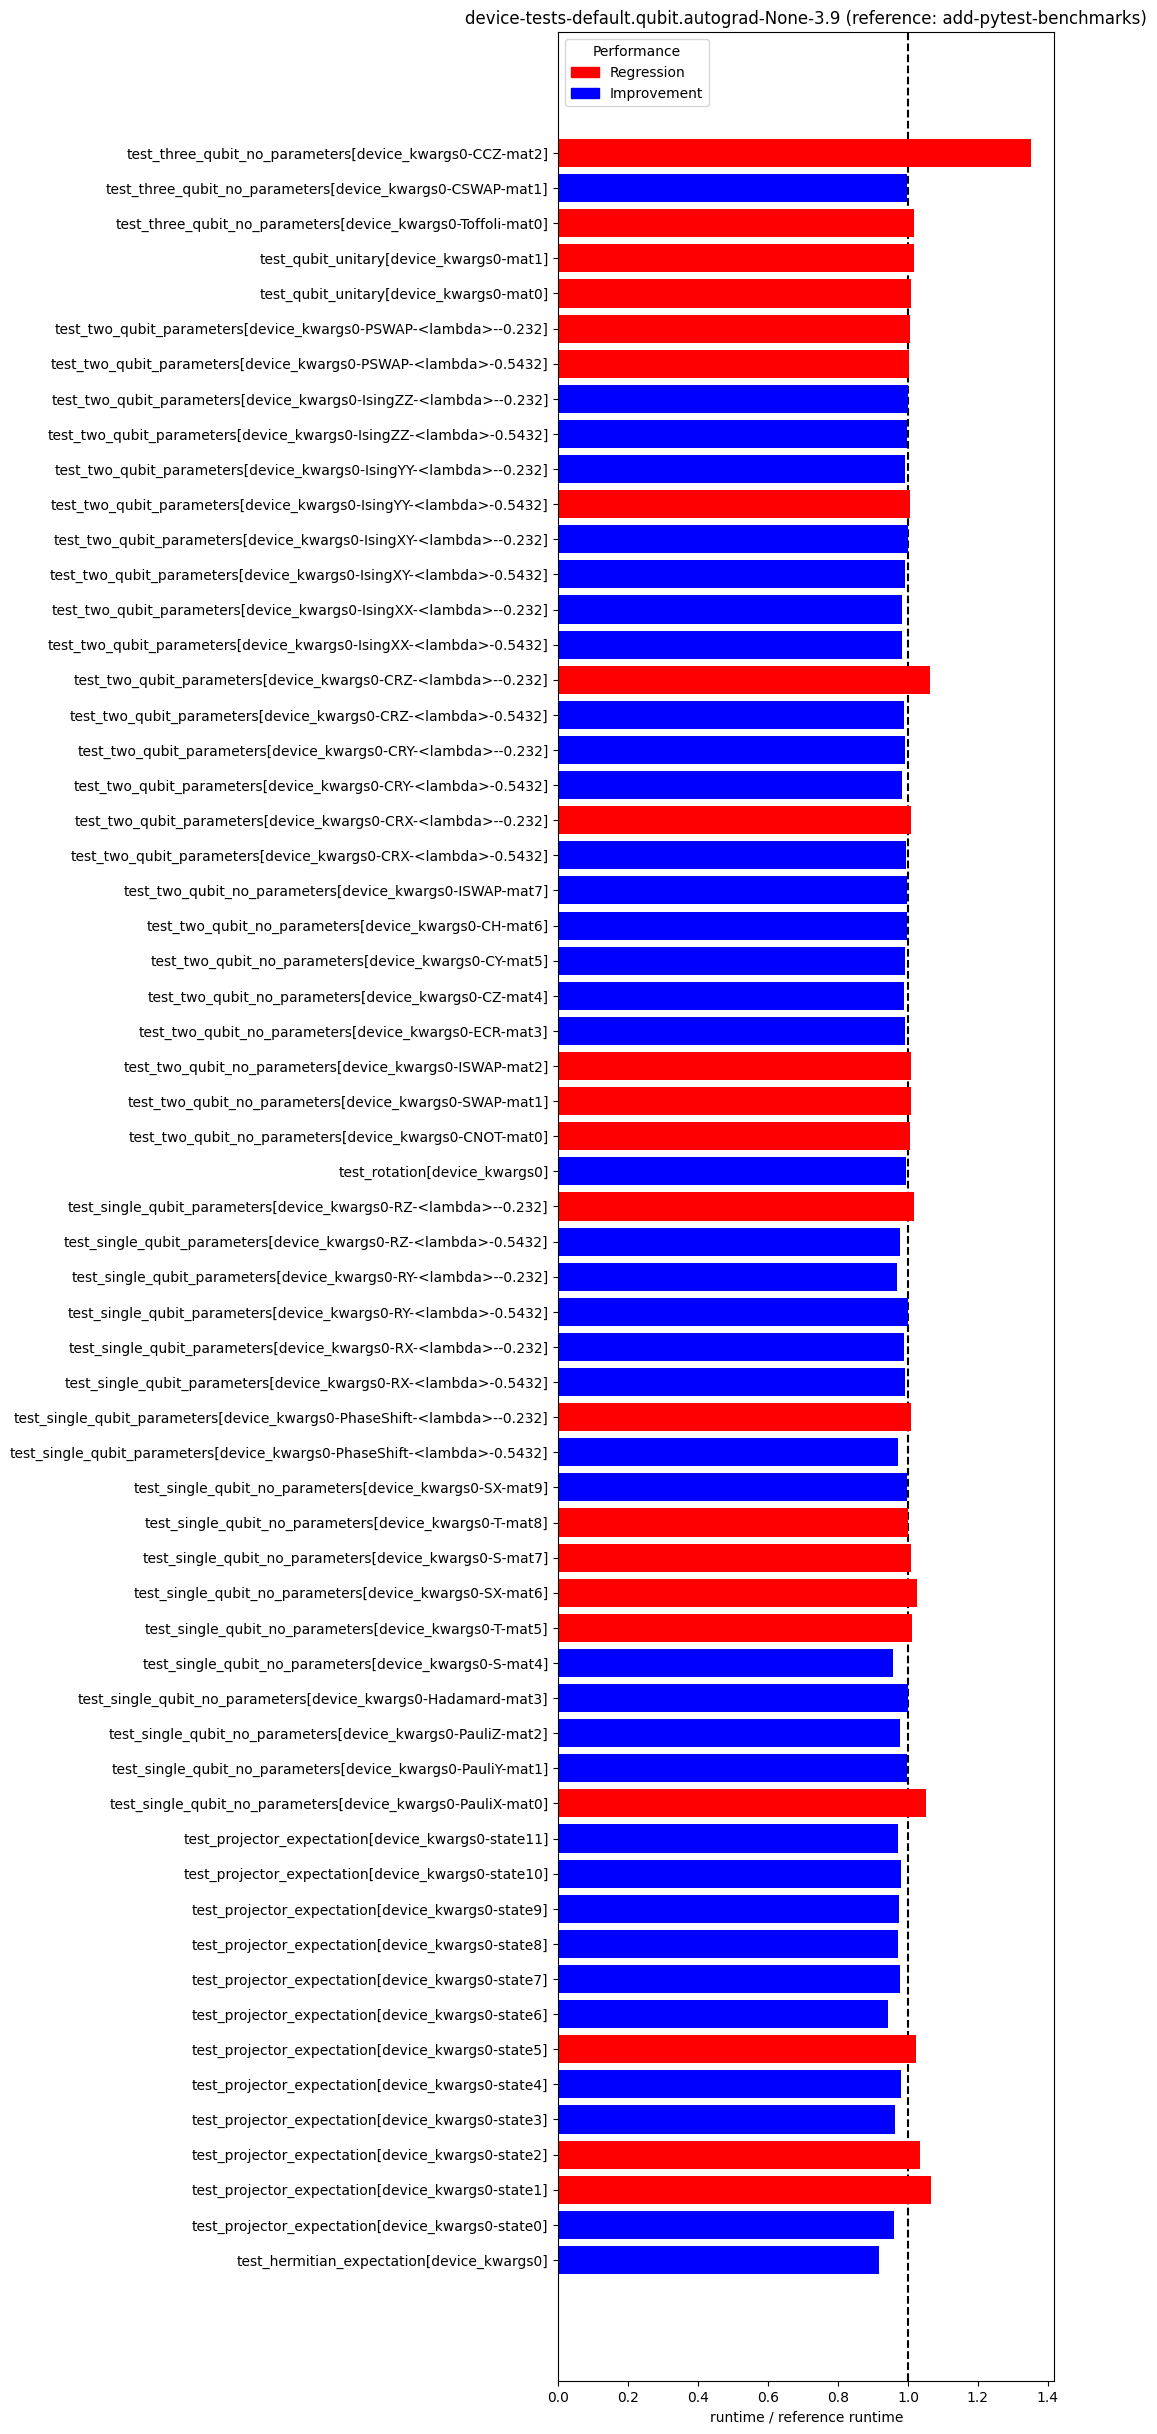 device-tests-default.qubit.autograd-None-3.9 (reference: add-pytest-benchmarks)
Performance
Regression
Improvement
test_three_qubit_no_parameters[device_kwargs0-CCZ-mat2]
test_three_qubit_no_parameters[device_kwargs0-CSWAP-mat1]
test_three_qubit_no_parameters[device_kwargs0-Toffoli-mat0]
test_qubit_unitary[device_kwargs0-mat1]
test_qubit_unitary[device_kwargs0-mat0]
test_two_qubit_parameters[device_kwargs0-PSWAP-<lambda>--0.232]
test_two_qubit_parameters[device_kwargs0-PSWAP-<lambda>-0.5432]
test_two_qubit_parameters[device_kwargs0-IsingZZ-<lambda>--0.232]
test_two_qubit_parameters[device_kwargs0-IsingZZ-<lambda>-0.5432]
test_two_qubit_parameters[device_kwargs0-IsingYY-<lambda>--0.232]
test_two_qubit_parameters[device_kwargs0-IsingYY-<lambda>-0.5432]
test_two_qubit_parameters[device_kwargs0-IsingXY-<lambda>--0.232]
test_two_qubit_parameters[device_kwargs0-IsingXY-<lambda>-0.5432]
test_two_qubit_parameters[device_kwargs0-IsingXX-<lambda>--0.232]
test_two_qubit_parameters[device_kwargs0-IsingXX-<lambda>-0.5432]
test_two_qubit_parameters[device_kwargs0-CRZ-<lambda>--0.232]
test_two_qubit_parameters[device_kwargs0-CRZ-<lambda>-0.5432]
test_two_qubit_parameters[device_kwargs0-CRY-<lambda>--0.232]
test_two_qubit_parameters[device_kwargs0-CRY-<lambda>-0.5432]
test_two_qubit_parameters[device_kwargs0-CRX-<lambda>--0.232]
test_two_qubit_parameters[device_kwargs0-CRX-<lambda>-0.5432]
test_two_qubit_no_parameters[device_kwargs0-ISWAP-mat7]
test_two_qubit_no_parameters[device_kwargs0-CH-mat6]
test_two_qubit_no_parameters[device_kwargs0-CY-mat5]
test_two_qubit_no_parameters[device_kwargs0-CZ-mat4]
test_two_qubit_no_parameters[device_kwargs0-ECR-mat3]
test_two_qubit_no_parameters[device_kwargs0-ISWAP-mat2]
test_two_qubit_no_parameters[device_kwargs0-SWAP-mat1]
test_two_qubit_no_parameters[device_kwargs0-CNOT-mat0]
test_rotation[device_kwargs0]
test_single_qubit_parameters[device_kwargs0-RZ-<lambda>--0.232]
test_single_qubit_parameters[device_kwargs0-RZ-<lambda>-0.5432]
test_single_qubit_parameters[device_kwargs0-RY-<lambda>--0.232]
test_single_qubit_parameters[device_kwargs0-RY-<lambda>-0.5432]
test_single_qubit_parameters[device_kwargs0-RX-<lambda>--0.232]
test_single_qubit_parameters[device_kwargs0-RX-<lambda>-0.5432]
test_single_qubit_parameters[device_kwargs0-PhaseShift-<lambda>--0.232]
test_single_qubit_parameters[device_kwargs0-PhaseShift-<lambda>-0.5432]
test_single_qubit_no_parameters[device_kwargs0-SX-mat9]
test_single_qubit_no_parameters[device_kwargs0-T-mat8]
test_single_qubit_no_parameters[device_kwargs0-S-mat7]
test_single_qubit_no_parameters[device_kwargs0-SX-mat6]
test_single_qubit_no_parameters[device_kwargs0-T-mat5]
test_single_qubit_no_parameters[device_kwargs0-S-mat4]
test_single_qubit_no_parameters[device_kwargs0-Hadamard-mat3]
test_single_qubit_no_parameters[device_kwargs0-PauliZ-mat2]
test_single_qubit_no_parameters[device_kwargs0-PauliY-mat1]
test_single_qubit_no_parameters[device_kwargs0-PauliX-mat0]
test_projector_expectation[device_kwargs0-state11]
test_projector_expectation[device_kwargs0-state10]
test_projector_expectation[device_kwargs0-state9]
test_projector_expectation[device_kwargs0-state8]
test_projector_expectation[device_kwargs0-state7]
test_projector_expectation[device_kwargs0-state6]
test_projector_expectation[device_kwargs0-state5]
test_projector_expectation[device_kwargs0-state4]
test_projector_expectation[device_kwargs0-state3]
test_projector_expectation[device_kwargs0-state2]
test_projector_expectation[device_kwargs0-state1]
test_projector_expectation[device_kwargs0-state0]
test_hermitian_expectation[device_kwargs0]
0.0 0.2 0.4 0.6 0.8 1.0 1.2 1.4
runtime / reference runtime